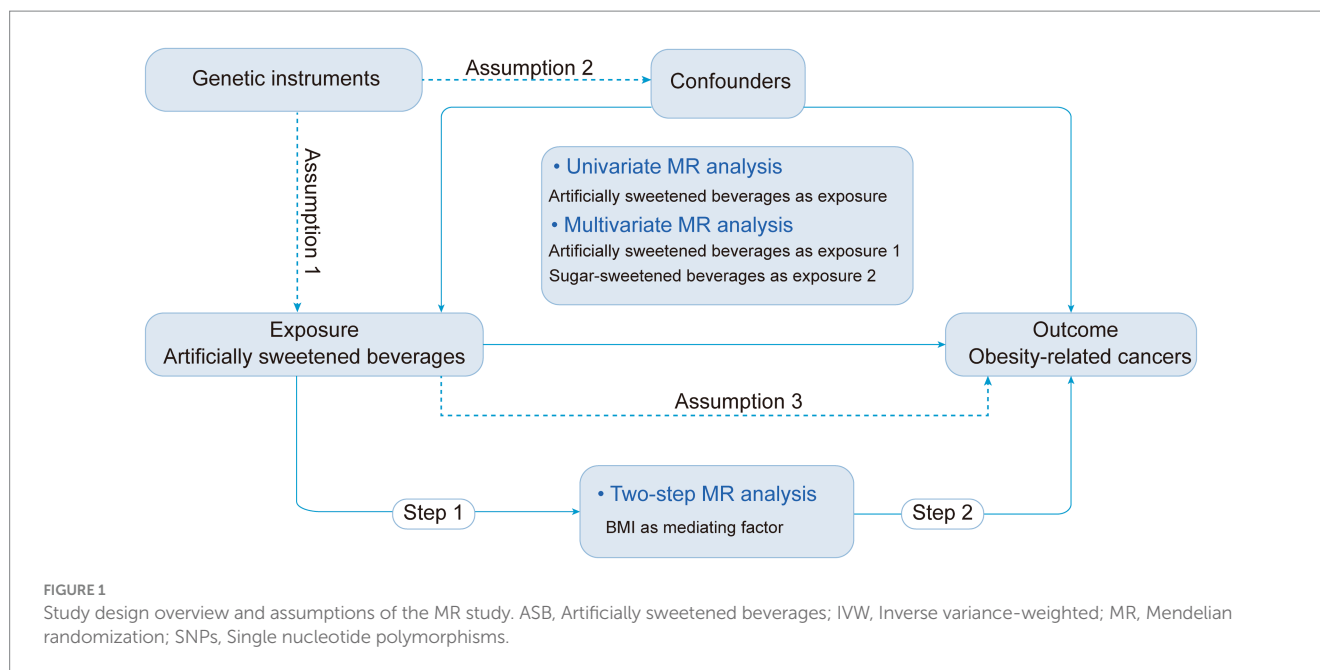 Genetic instruments
Assumption 2
Confounders
Assumption 1
• Univariate MR analysis
Artificially sweetened beverages as exposure
• Multivariate MR analysis
Artificially sweetened beverages as exposure 1
Sugar-sweetened beverages as exposure 2
Exposure
Artificially sweetened beverages
Outcome
Obesity-related cancers
Assumption 3
• Two-step MR analysis
BMI as mediating factor
Step 1
Step 2
FIGURE 1
Study design overview and assumptions of the MR study. ASB, Artificially sweetened beverages; IVW, Inverse variance-weighted; MR, Mendelian
randomization; SNPs, Single nucleotide polymorphisms.